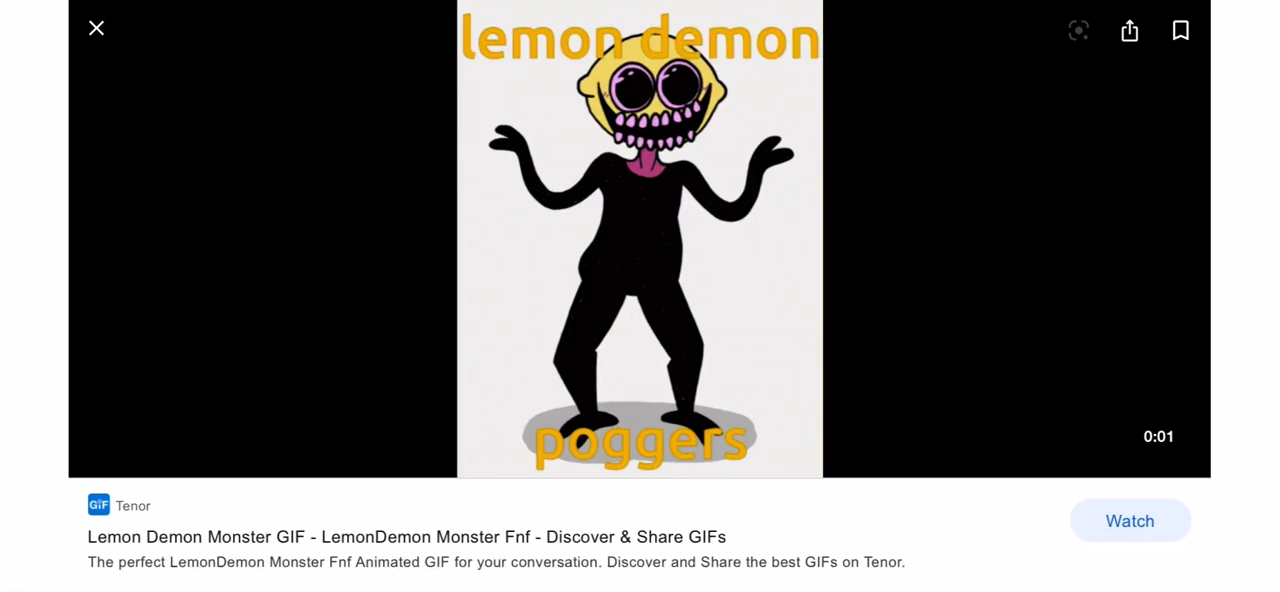 lemon demon
poggers
0:01
GIF Tenor
Watch
Lemon Demon Monster GIF - LemonDemon Monster Fnf - Discover & Share GIFs
The perfect LemonDemon Monster Fnf Animated GIF for your conversation. Discover and Share the best GIFs on Tenor.